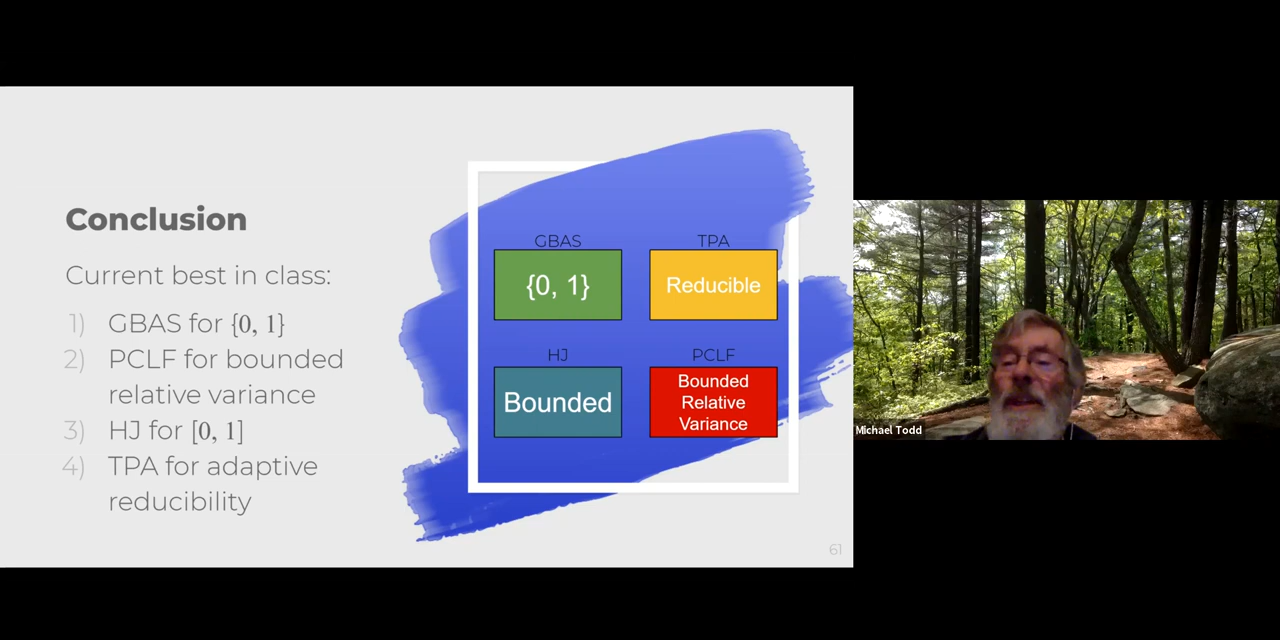 Conclusion
Current best in class:
1) GBAS for {0, 1}
2) PCLF for bounded
relative variance
3) HJ for [0, 1]
4) TPA for adaptive
reducibility
GBAS
{0, 1}
TPA
Reducible
HJ
Bounded
PCLF
Bounded
Relative
Variance
61
Michael Todd